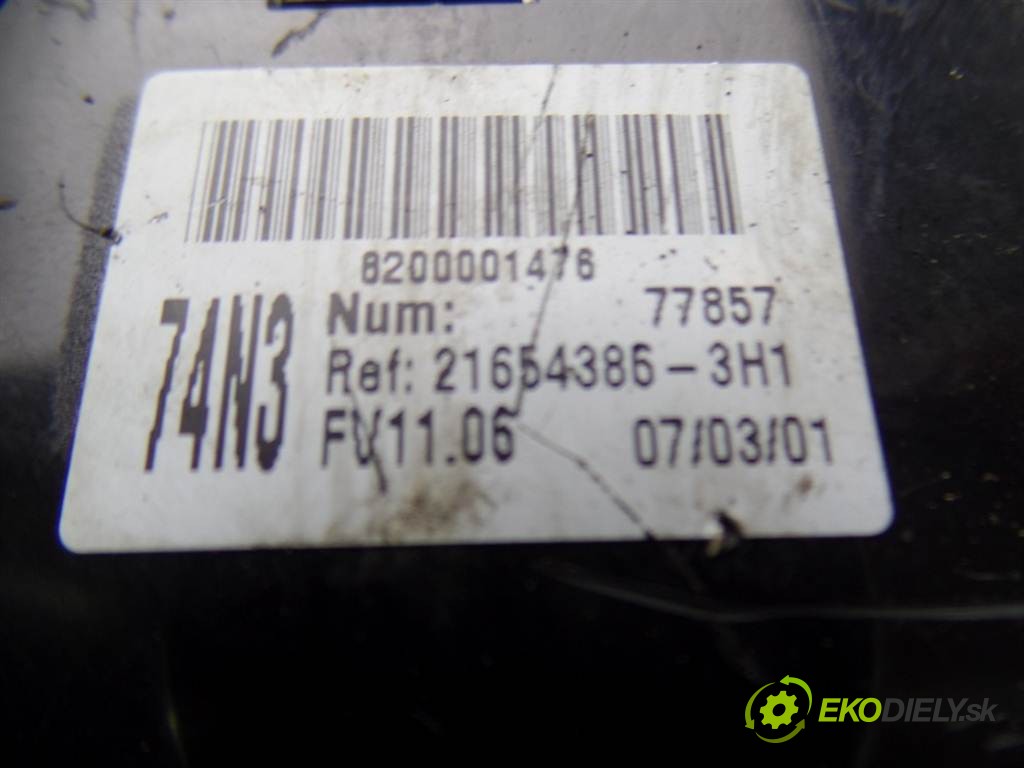 8200001476
74N3
Num: 77857
Ref: 21654386-3H1
FV11.06 07/03/01
EKODIELY.sk